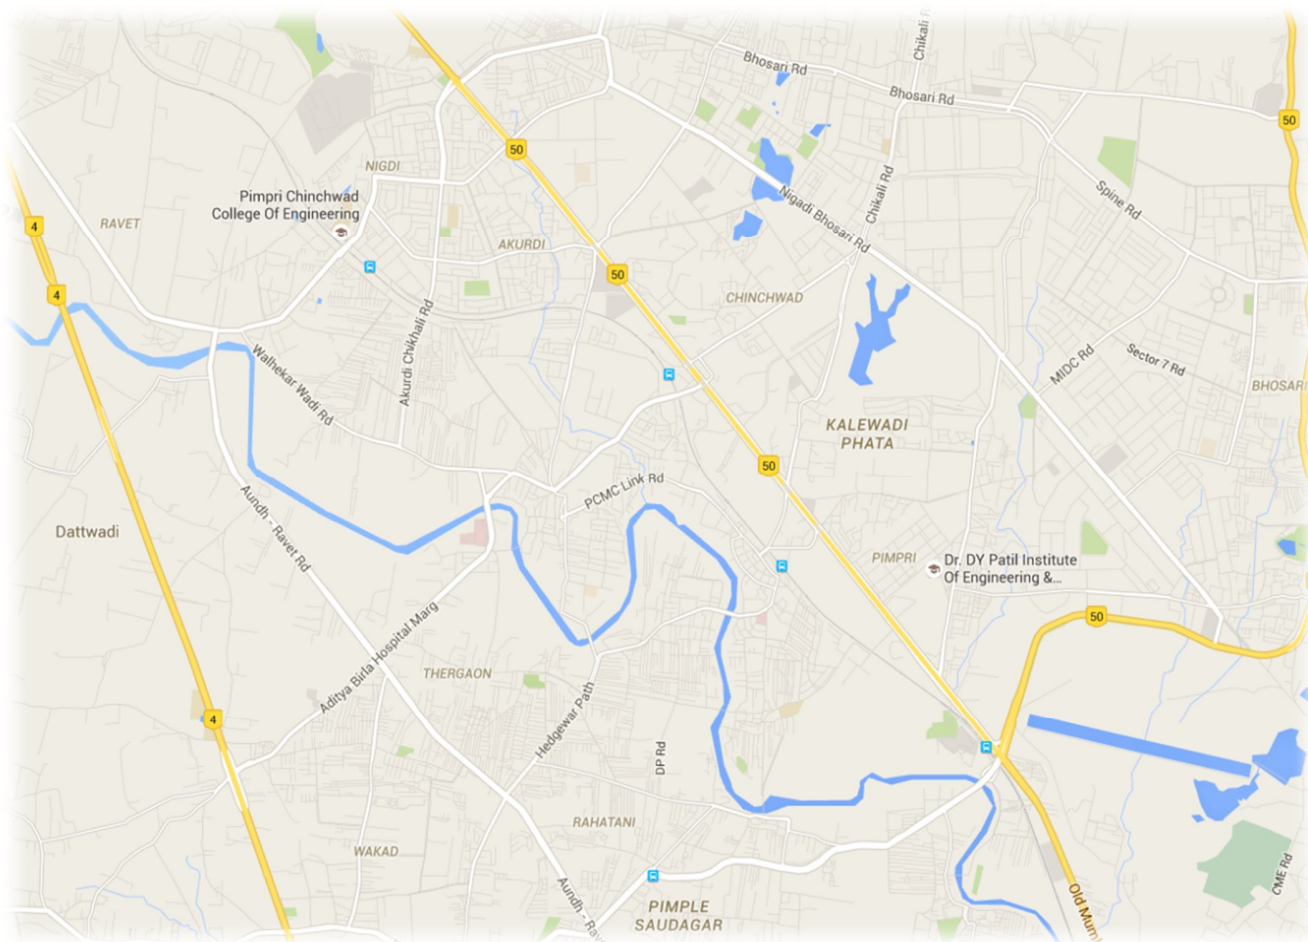 Chikali R
Bhosari Rd
Bhosari Rd
50
50
NIGDI
Pimpri Chinchwad
College Of Engineering
Spine Rd
Chikali Rd
Nigadi Bhosari Rd
RAVET
4
AKURDI
50
4
CHINCHWAD
Akurdi Chikhali Rd
Walhekar Wadi Rd
MIDC Rd
Sector 7 Rd
BHOSARI
KALEWADI
PHATA
50
PCMC Link Rd
Aundh - Ravet Rd
Dattwadi
PIMPRI
Dr. DY Patil Institute
Of Engineering &...
50
Aditya Birla Hospital Marg
THERGAON
Hedgewar Path
4
DP Rd
RAHATANI
WAKAD
CME Rd
Aundh - Rav
PIMPLE
SAUDAGAR
Old Mum